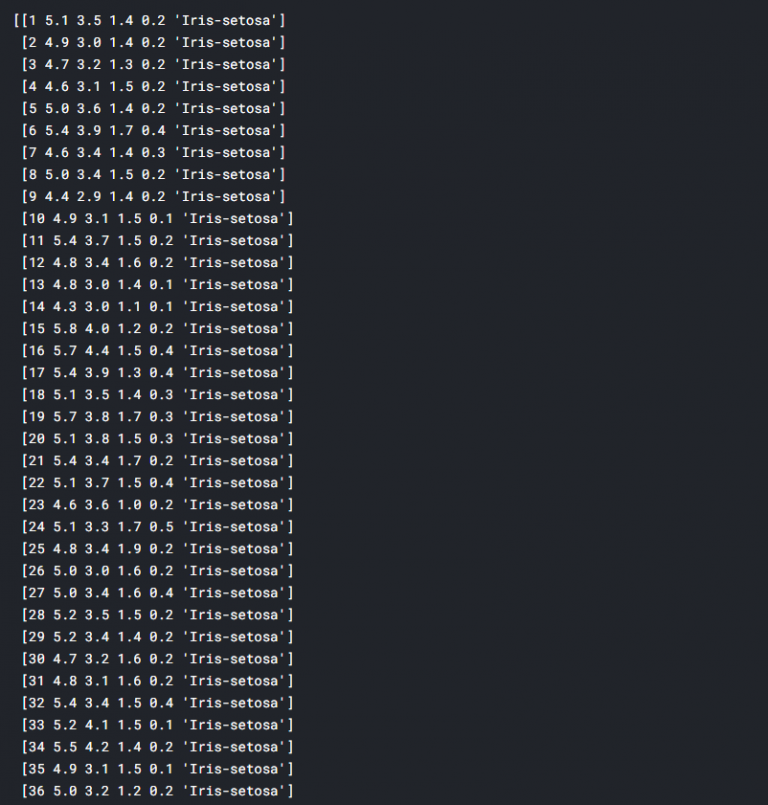 [[1 5.1 3.5 1.4 0.2 'Iris-setosa']
[2 4.9 3.0 1.4 0.2 'Iris-setosa']
[3 4.7 3.2 1.3 0.2 'Iris-setosa']
[4 4.6 3.1 1.5 0.2 'Iris-setosa']
[5 5.0 3.6 1.4 0.2 'Iris-setosa']
[6 5.4 3.9 1.7 0.4 'Iris-setosa']
[7 4.6 3.4 1.4 0.3 'Iris-setosa']
[8 5.0 3.4 1.5 0.2 'Iris-setosa']
[9 4.4 2.9 1.4 0.2 'Iris-setosa']
[10 4.9 3.1 1.5 0.1 'Iris-setosa']
[11 5.4 3.7 1.5 0.2 'Iris-setosa']
[12 4.8 3.4 1.6 0.2 'Iris-setosa']
[13 4.8 3.0 1.4 0.1 'Iris-setosa']
[14 4.3 3.0 1.1 0.1 'Iris-setosa']
[15 5.8 4.0 1.2 0.2 'Iris-setosa']
[16 5.7 4.4 1.5 0.4 'Iris-setosa']
[17 5.4 3.9 1.3 0.4 'Iris-setosa']
[18 5.1 3.5 1.4 0.3 'Iris-setosa']
[19 5.7 3.8 1.7 0.3 'Iris-setosa']
[20 5.1 3.8 1.5 0.3 'Iris-setosa']
[21 5.4 3.4 1.7 0.2 'Iris-setosa']
[22 5.1 3.7 1.5 0.4 'Iris-setosa']
[23 4.6 3.6 1.0 0.2 'Iris-setosa']
[24 5.1 3.3 1.7 0.5 'Iris-setosa']
[25 4.8 3.4 1.9 0.2 'Iris-setosa']
[26 5.0 3.0 1.6 0.2 'Iris-setosa']
[27 5.0 3.4 1.6 0.4 'Iris-setosa']
[28 5.2 3.5 1.5 0.2 'Iris-setosa']
[29 5.2 3.4 1.4 0.2 'Iris-setosa']
[30 4.7 3.2 1.6 0.2 'Iris-setosa']
[31 4.8 3.1 1.6 0.2 'Iris-setosa']
[32 5.4 3.4 1.5 0.4 'Iris-setosa']
[33 5.2 4.1 1.5 0.1 'Iris-setosa']
[34 5.5 4.2 1.4 0.2 'Iris-setosa']
[35 4.9 3.1 1.5 0.1 'Iris-setosa']
[36 5.0 3.2 1.2 0.2 'Iris-setosa']